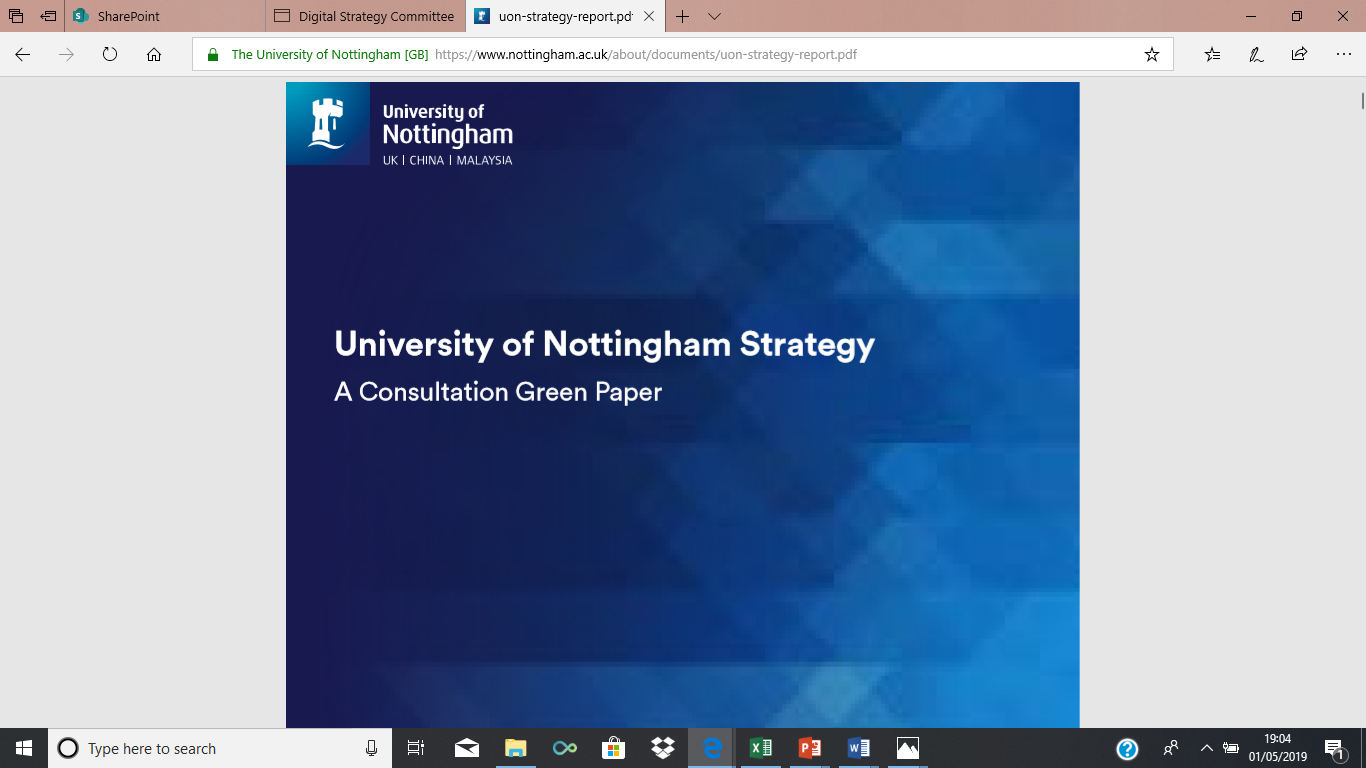 SharePoint
Digital Strategy Committee
uon-strategy-report.pdf
The University of Nottingham [GB] https://www.nottingham.ac.uk/about/documents/uon-strategy-report.pdf
University of
Nottingham
UK | CHINA | MALAYSIA
University of Nottingham Strategy
A Consultation Green Paper
Type here to search
19:04
01/05/2019
1